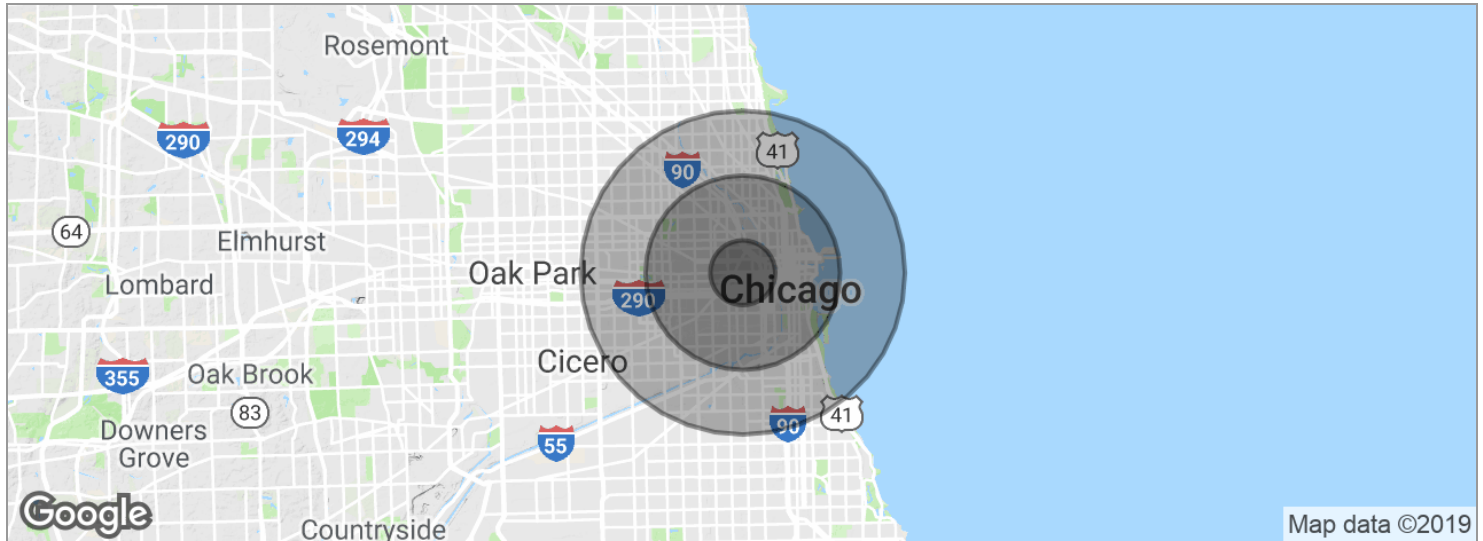 Rosemont
290
294
90
41
64
Elmhurst
Oak Park
Lombard
290
Chicago
Cicero
355
Oak Brook
83
Downers
Grove
55
90
41
Google
Countryside
Map data ©2019